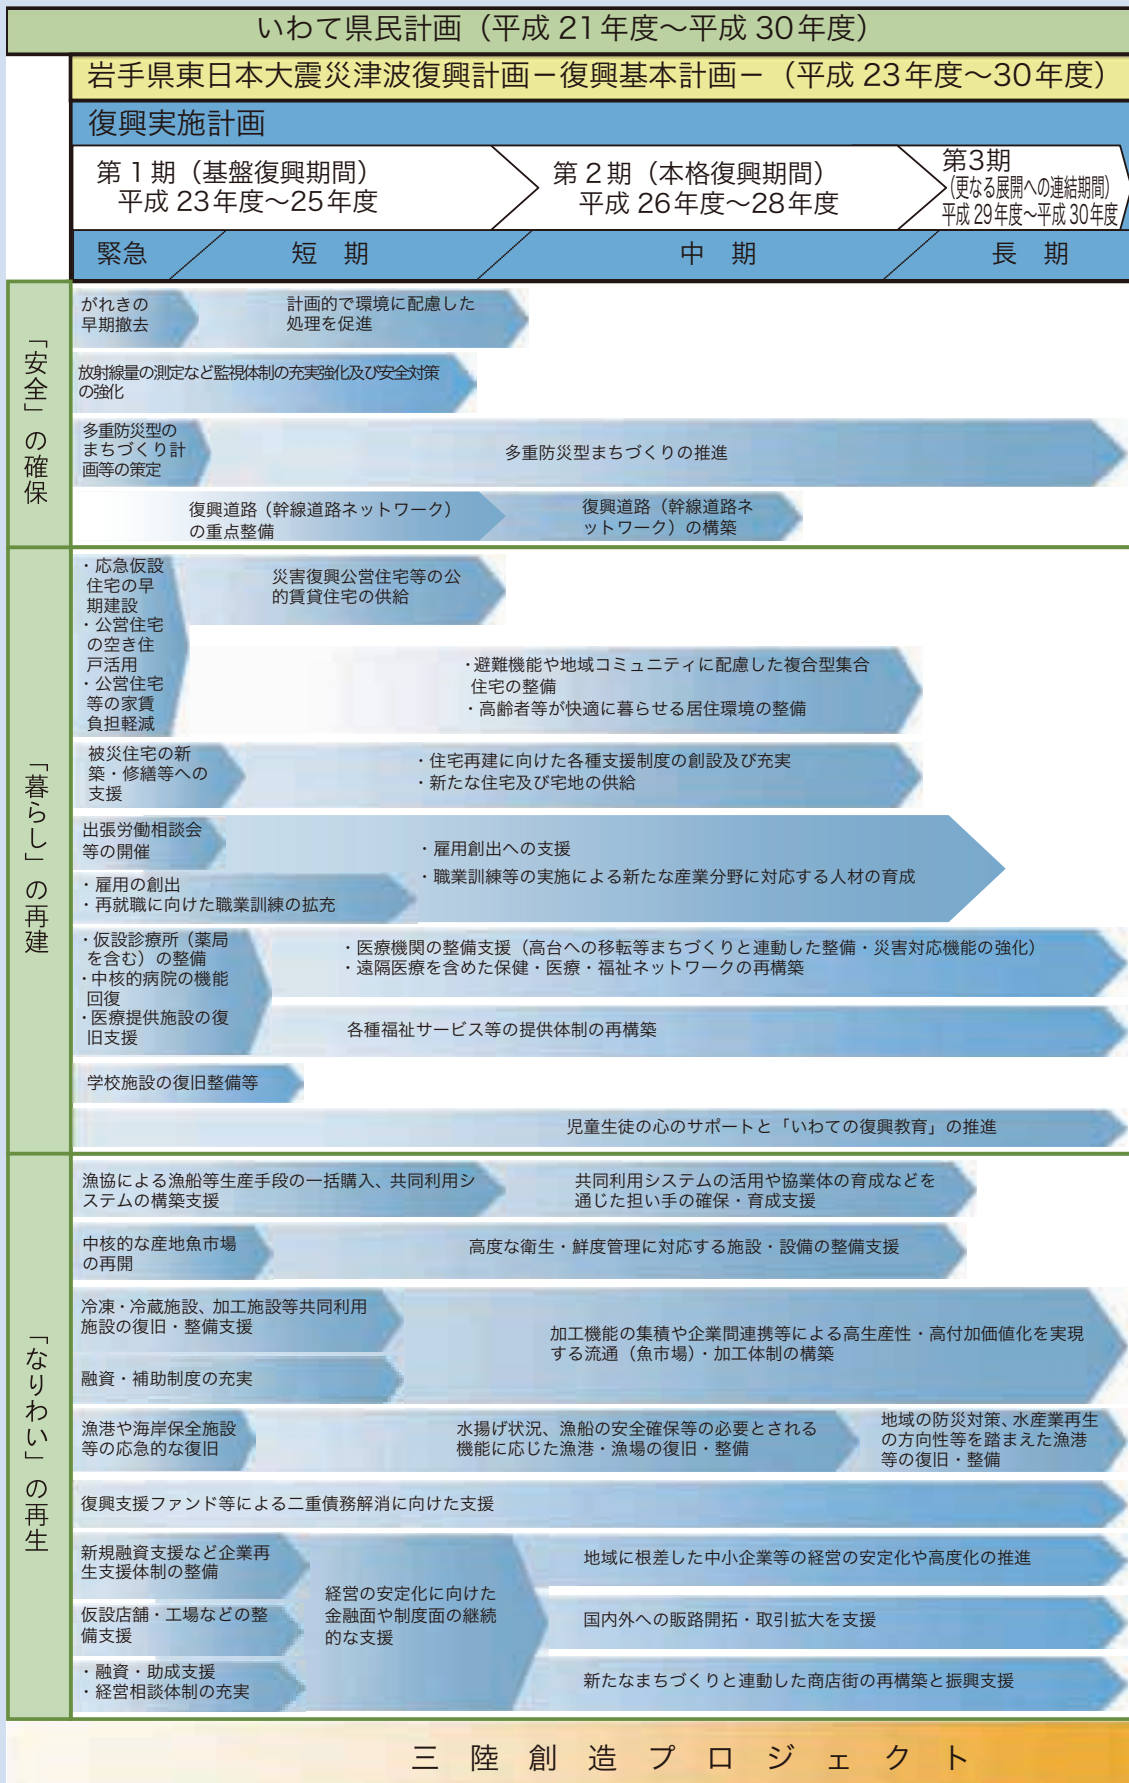 いわて県民計画（平成 21年度～平成 30年度）
岩手県東日本大震災津波復興計画－復興基本計画－（平成 23年度～30年度）
復興実施計画
第 1 期（基盤復興期間）
平成 23年度～25年度
第 2 期（本格復興期間）
平成 26年度～28年度
第3期
（更なる展開への連結期間）
平成 29年度～平成 30年度
緊急
短　期
中　期
長　期
「安全」の確保
がれきの
早期撤去
計画的で環境に配慮した
処理を促進
放射線量の測定など監視体制の充実強化及び安全対策
の強化
多重防災型の
まちづくり計
画等の策定
多重防災型まちづくりの推進
復興道路（幹線道路ネットワーク）
の重点整備
復興道路（幹線道路ネ
ットワーク）の構築
「暮らし」の再建
・応急仮設
住宅の早
期建設
・公営住宅
の空き住
戸活用
・公営住宅
等の家賃
負担軽減
災害復興公営住宅等の公
的賃貸住宅の供給
・避難機能や地域コミュニティに配慮した複合型集合
住宅の整備
・高齢者等が快適に暮らせる居住環境の整備
被災住宅の新
築・修繕等への
支援
・住宅再建に向けた各種支援制度の創設及び充実
・新たな住宅及び宅地の供給
出張労働相談会
等の開催
・雇用の創出
・再就職に向けた職業訓練の拡充
・雇用創出への支援
・職業訓練等の実施による新たな産業分野に対応する人材の育成
・仮設診療所（薬局
を含む）の整備
・中核的病院の機能
回復
・医療提供施設の復
旧支援
・医療機関の整備支援（高台への移転等まちづくりと連動した整備・災害対応機能の強化）
・遠隔医療を含めた保健・医療・福祉ネットワークの再構築
各種福祉サービス等の提供体制の再構築
学校施設の復旧整備等
児童生徒の心のサポートと「いわての復興教育」の推進
「なりわい」の再生
漁協による漁船等生産手段の一括購入、共同利用シ
ステムの構築支援
共同利用システムの活用や協業体の育成などを
通じた担い手の確保・育成支援
中核的な産地魚市場
の再開
高度な衛生・鮮度管理に対応する施設・設備の整備支援
冷凍・冷蔵施設、加工施設等共同利用
施設の復旧・整備支援
融資・補助制度の充実
加工機能の集積や企業間連携等による高生産性・高付加価値化を実現
する流通（魚市場）・加工体制の構築
漁港や海岸保全施設
等の応急的な復旧
水揚げ状況、漁船の安全確保等の必要とされる
機能に応じた漁港・漁場の復旧・整備
地域の防災対策、水産業再生
の方向性等を踏まえた漁港
等の復旧・整備
復興支援ファンド等による二重債務解消に向けた支援
新規融資支援など企業再
生支援体制の整備
仮設店舗・工場などの整
備支援
・融資・助成支援
・経営相談体制の充実
経営の安定化に向けた
金融面や制度面の継続
的な支援
地域に根差した中小企業等の経営の安定化や高度化の推進
国内外への販路開拓・取引拡大を支援
新たなまちづくりと連動した商店街の再構築と振興支援
三陸創造プロジェクト